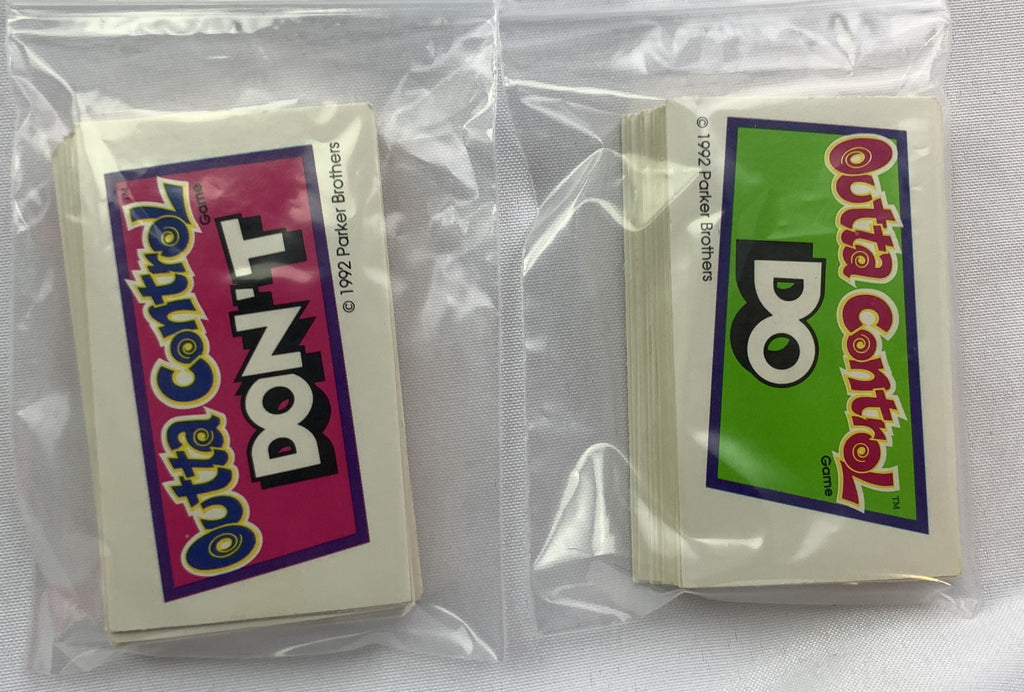 Outta Control
TM
Game
DON'T
© 1992 Parker Brothers
Outta Control
TM
Game
DO
© 1992 Parker Brothers